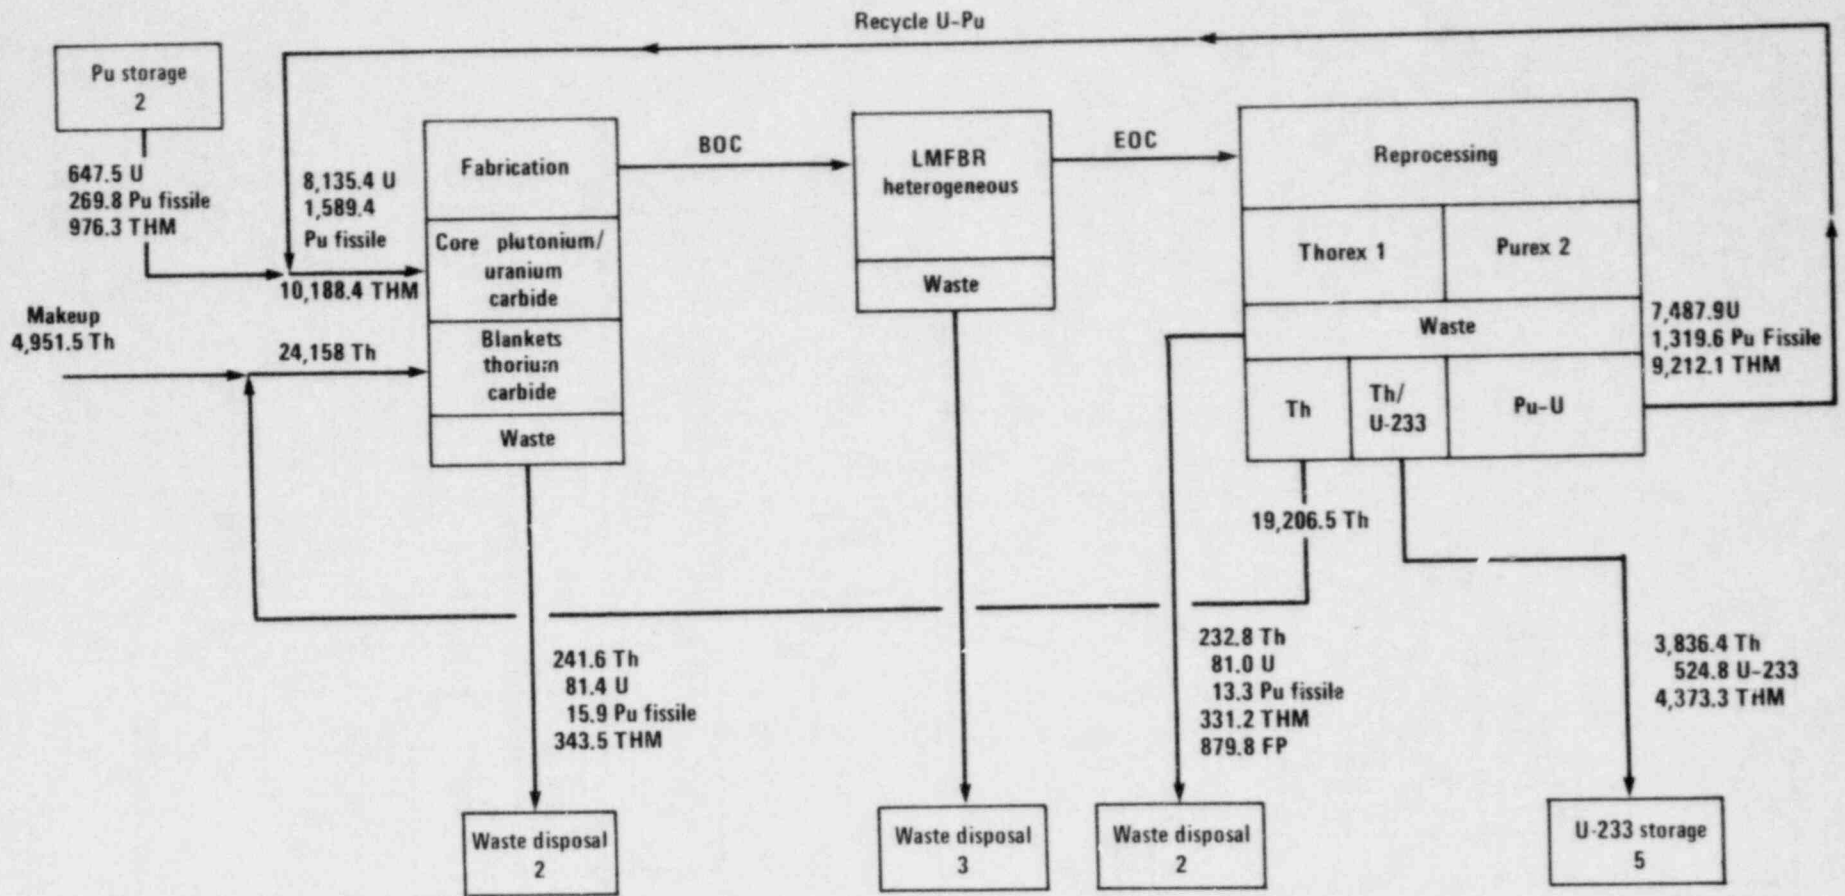 Recycle U-Pu
Pu storage
2
647.5 U
269.8 Pu fissile
976.3 THM
8,135.4 U
1,589.4
Pu fissile
10,188.4 THM
Makeup
4,951.5 Th
24,158 Th
Fabrication
Core plutonium/
uranium
carbide
Blankets
thorium
carbide
Waste
BOC
LMFBR
heterogeneous
Waste
EOC
Reprocessing
Thorex 1
Purex 2
Waste
Th
Th/
U-233
Pu-U
7,487.9U
1,319.6 Pu Fissile
9,212.1 THM
19,206.5 Th
241.6 Th
81.4 U
15.9 Pu fissile
343.5 THM
232.8 Th
81.0 U
13.3 Pu fissile
331.2 THM
879.8 FP
3,836.4 Th
524.8 U-233
4,373.3 THM
Waste disposal
2
Waste disposal
3
Waste disposal
2
U-233 storage
5